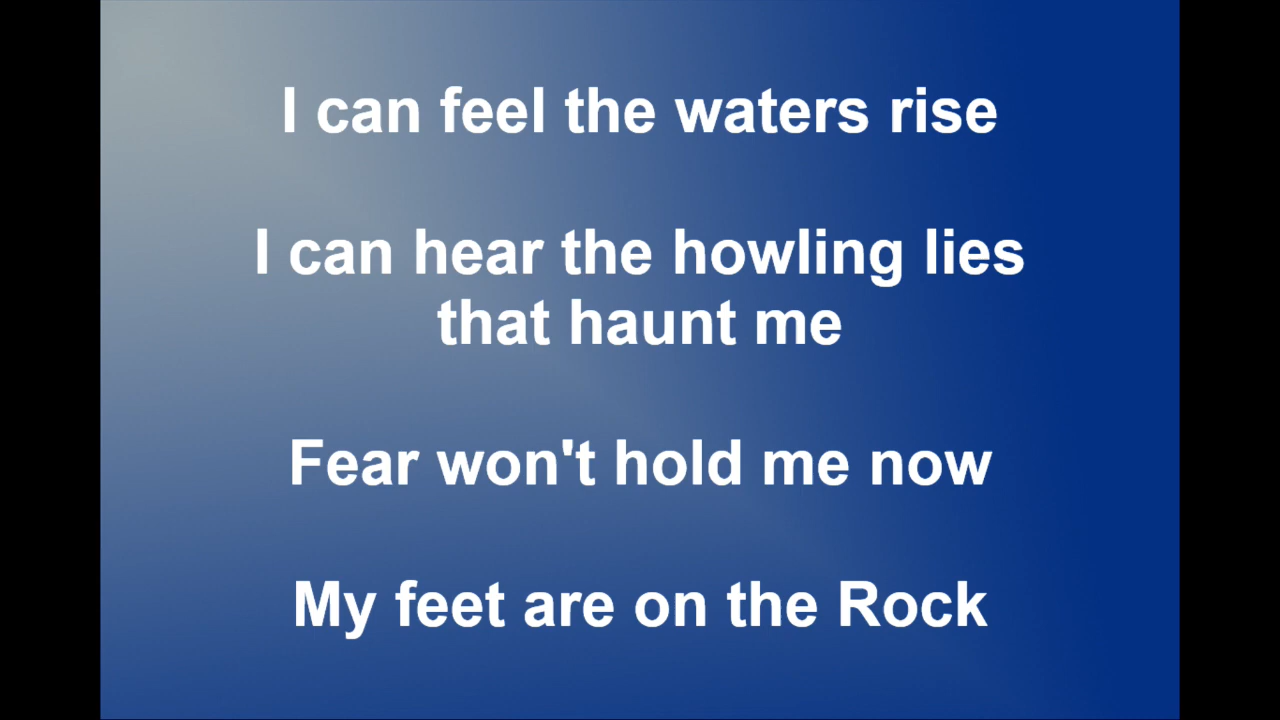 I can feel the waters rise
I can hear the howling lies
that haunt me
Fear won't hold me now
My feet are on the Rock